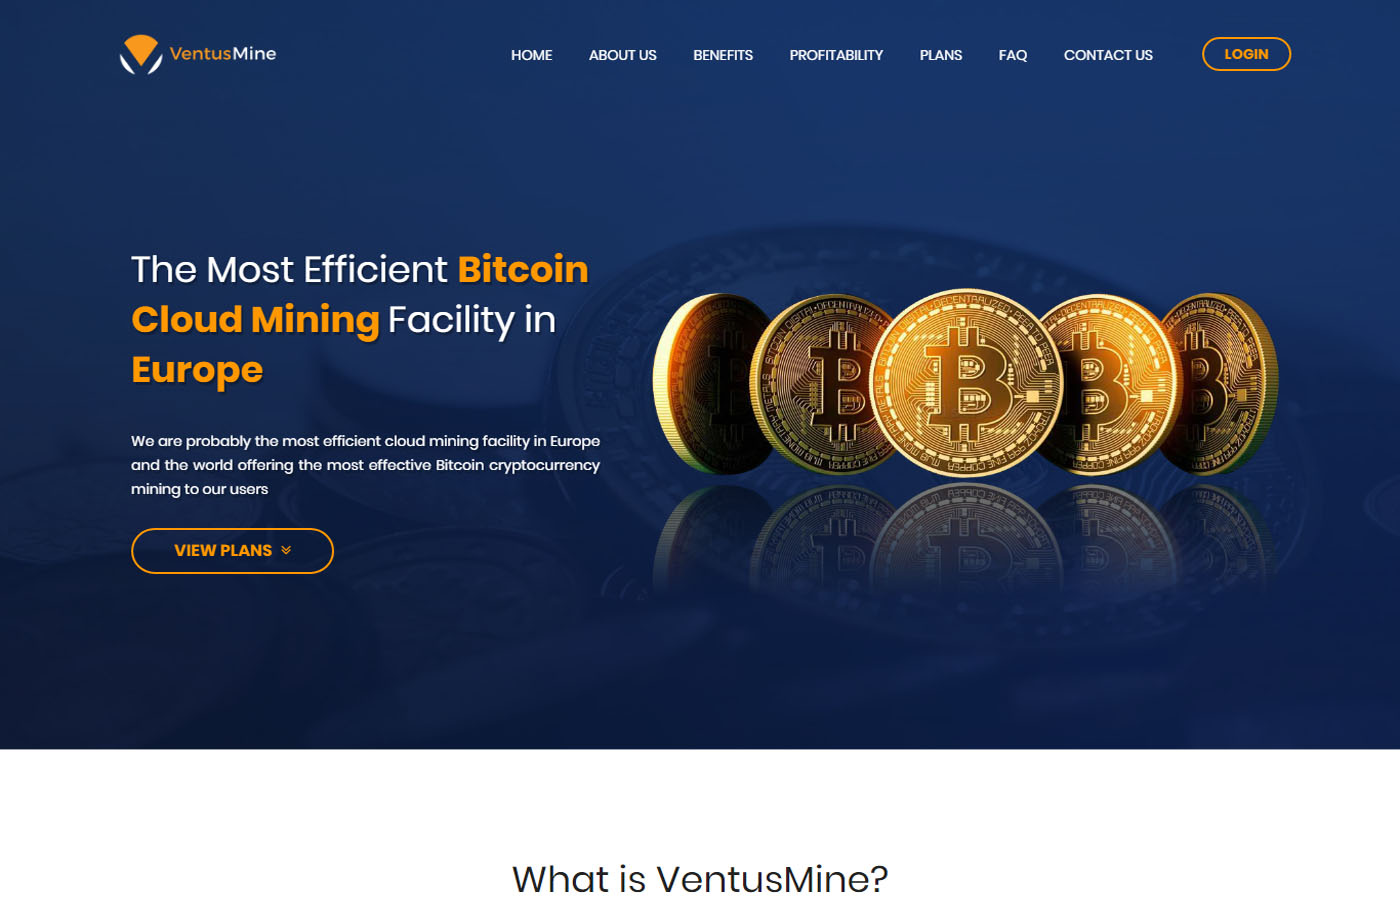 VentusMine
HOME
ABOUT US
BENEFITS
PROFITABILITY
PLANS
FAQ
CONTACT US
LOGIN
The Most Efficient Bitcoin
Cloud Mining Facility in
Europe
We are probably the most efficient cloud mining facility in Europe
and the world offering the most effective Bitcoin cryptocurrency
mining to our users
VIEW PLANS
What is VentusMine?